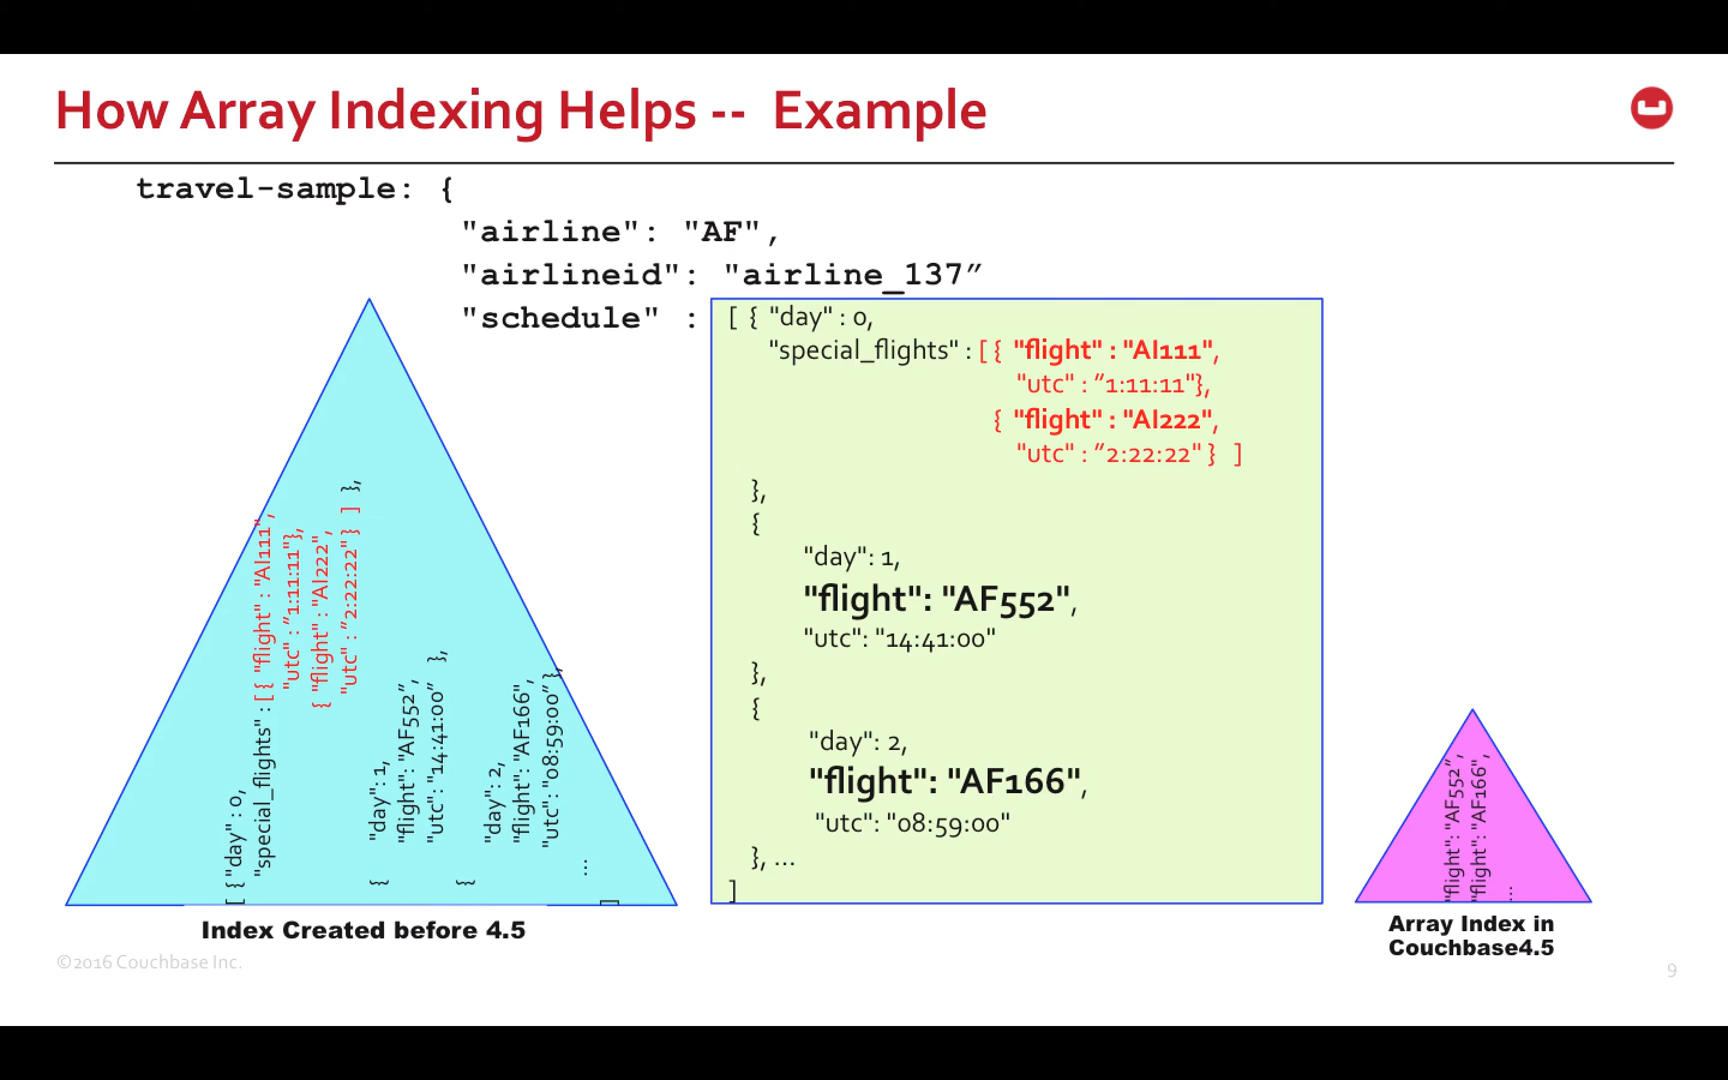 How Array Indexing Helps -- Example
travel-sample: {
"airline": "AF",
"airlineid": "airline_137”
"schedule" :
[ { "day" : 0,
"special_flights" : [ { "flight" : "AI111",
"utc" : ”1:11:11"},
{ "flight" : "AI222",
"utc" : ”2:22:22" } ]
},
{
"day": 1,
"flight": "AF552",
"utc": "14:41:00"
},
{
"day": 2,
"flight": "AF166",
"utc": "08:59:00"
}, ...
]
[ { "day" : 0,
"special_flights" : [ { "flight" : "AI111",
"utc" : ”1:11:11"},
{ "flight" : "AI222",
"utc" : ”2:22:22" } ] },
{ "day": 1,
"flight": "AF552”,
"utc": "14:41:00” },
{
"day": 2,
"flight": "AF166",
"utc": "08:59:00” },
...
]
Index Created before 4.5
"flight": "AF552”,
"flight": "AF166",
...
Array Index in
Couchbase4.5
©2016 Couchbase Inc.
9